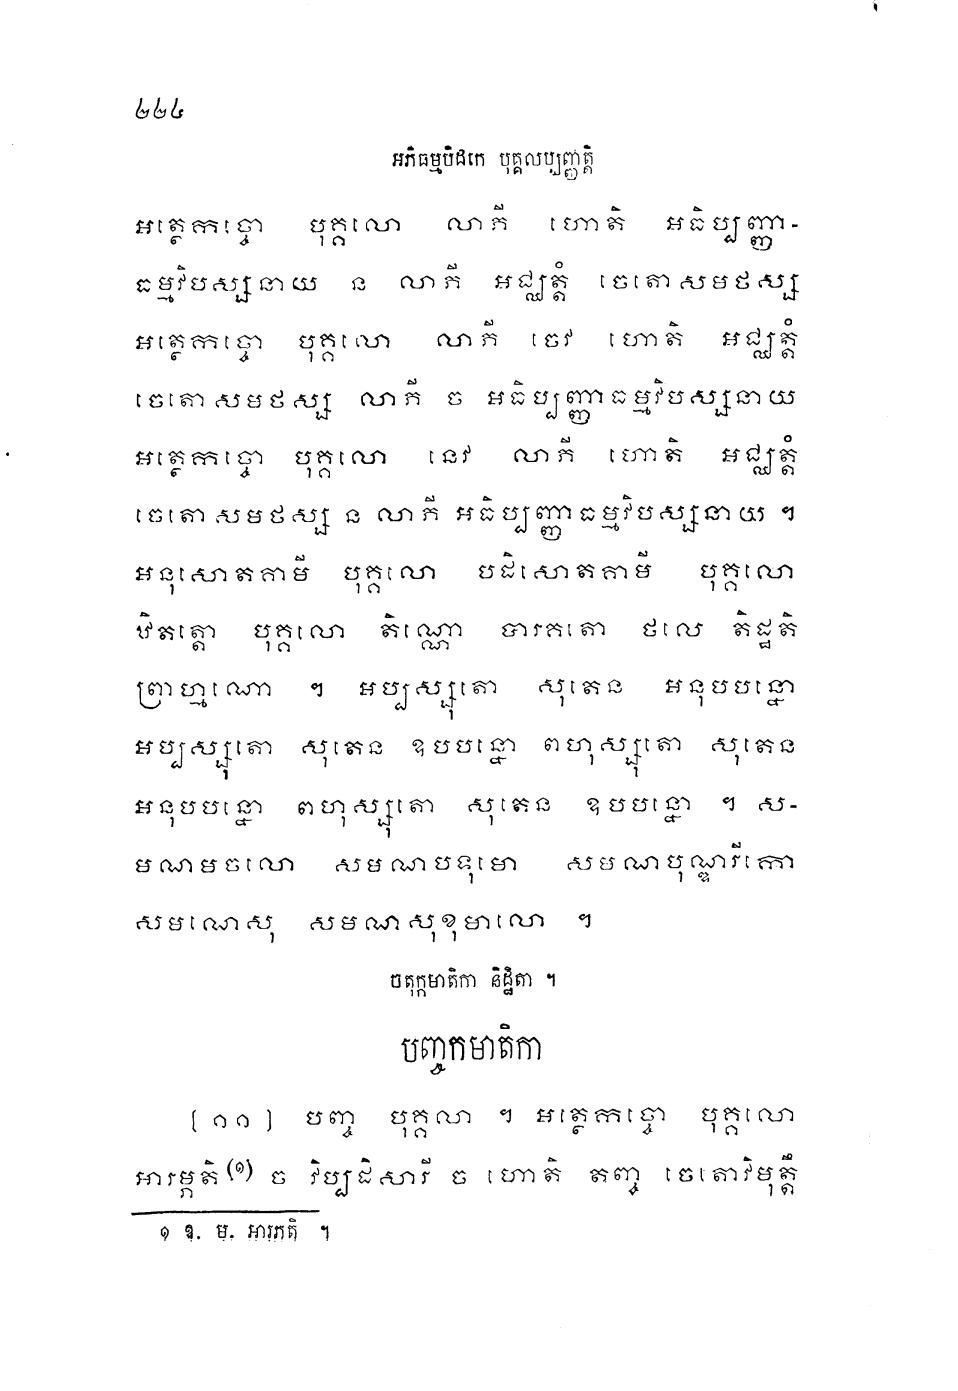 ២២៤
អភិធម្មបិដកេ បុគ្គលប្បញ្ញត្តិ
អត្ថេកច្ចោ បុគ្គលោ លាភី ហោតិ អធិប្បញ្ញា-
ធម្មវិបស្សនាយ ន លាភី អជ្ឈត្តំ ចេតោសមថស្ស
អត្ថេកច្ចោ បុគ្គលោ លាភី ចេវ ហោតិ អជ្ឈត្តំ
ចេតោសមថស្ស លាភី ច អធិប្បញ្ញាធម្មវិបស្សនាយ
អត្ថេកច្ចោ បុគ្គលោ នេវ លាភី ហោតិ អជ្ឈត្តំ
ចេតោសមថស្ស ន លាភី អធិប្បញ្ញាធម្មវិបស្សនាយ ។
អនុសោតគាមី បុគ្គលោ បដិសោតគាមី បុគ្គលោ
ឋិតត្តោ បុគ្គលោ តិណ្ណោ បារគតោ ថលេ តិដ្ឋតិ
ព្រាហ្មណោ ។ អប្បស្សុតោ សុតេន អនុបបន្នោ
អប្បស្សុតោ សុតេន ឧបបន្នោ ពហុស្សុតោ សុតេន
អនុបបន្នោ ពហុស្សុតោ សុតេន ឧបបន្នោ ។ ស-
មណមចលោ សមណបទុមោ សមណបុណ្ឌរីកោ
សមណេសុ សមណសុខុមាលោ ។
ចតុក្កមាតិកា និដ្ឋិតា ។
បញ្ចកមាតិកា
[១១] បញ្ច បុគ្គលា ។ អត្ថេកច្ចោ បុគ្គលោ
អារម្ភតិ (១) ច វិប្បដិសារី ច ហោតិ តញ្ច ចេតោវិមុត្តឹ
១ ឧ. ម. អារភតិ ។